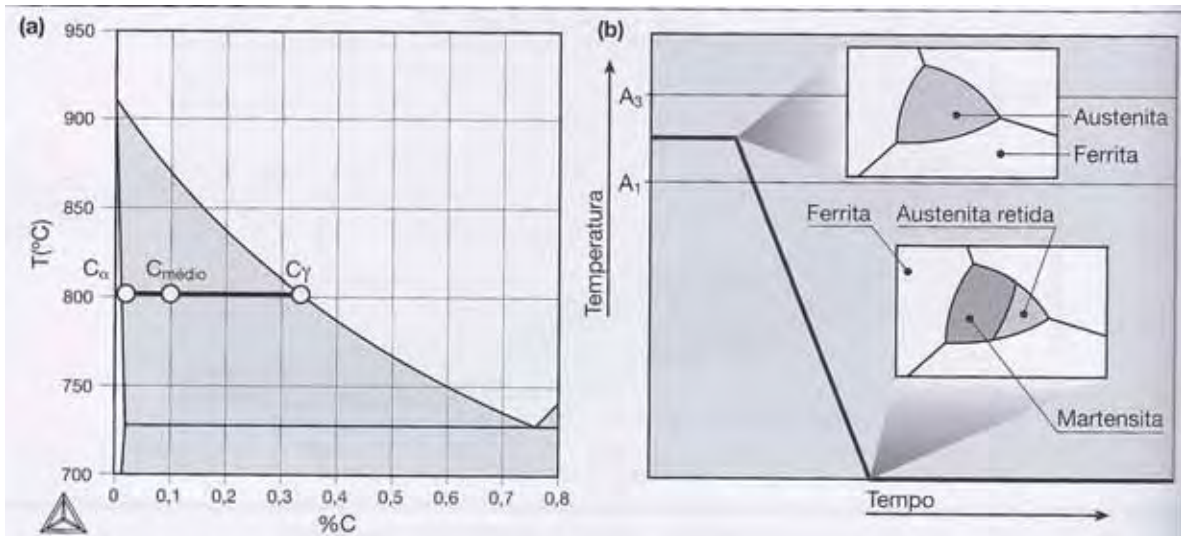 (a)
950
900
850
800
750
700
T(ºC)
Cα
Cmédio
Cγ
0
0,1
0,2
0,3
0,4
0,5
0,6
0,7
0,8
%C
(b)
Temperatura
A3
A1
Austenita
Ferrita
Ferrita
Austenita retida
Martensita
Tempo